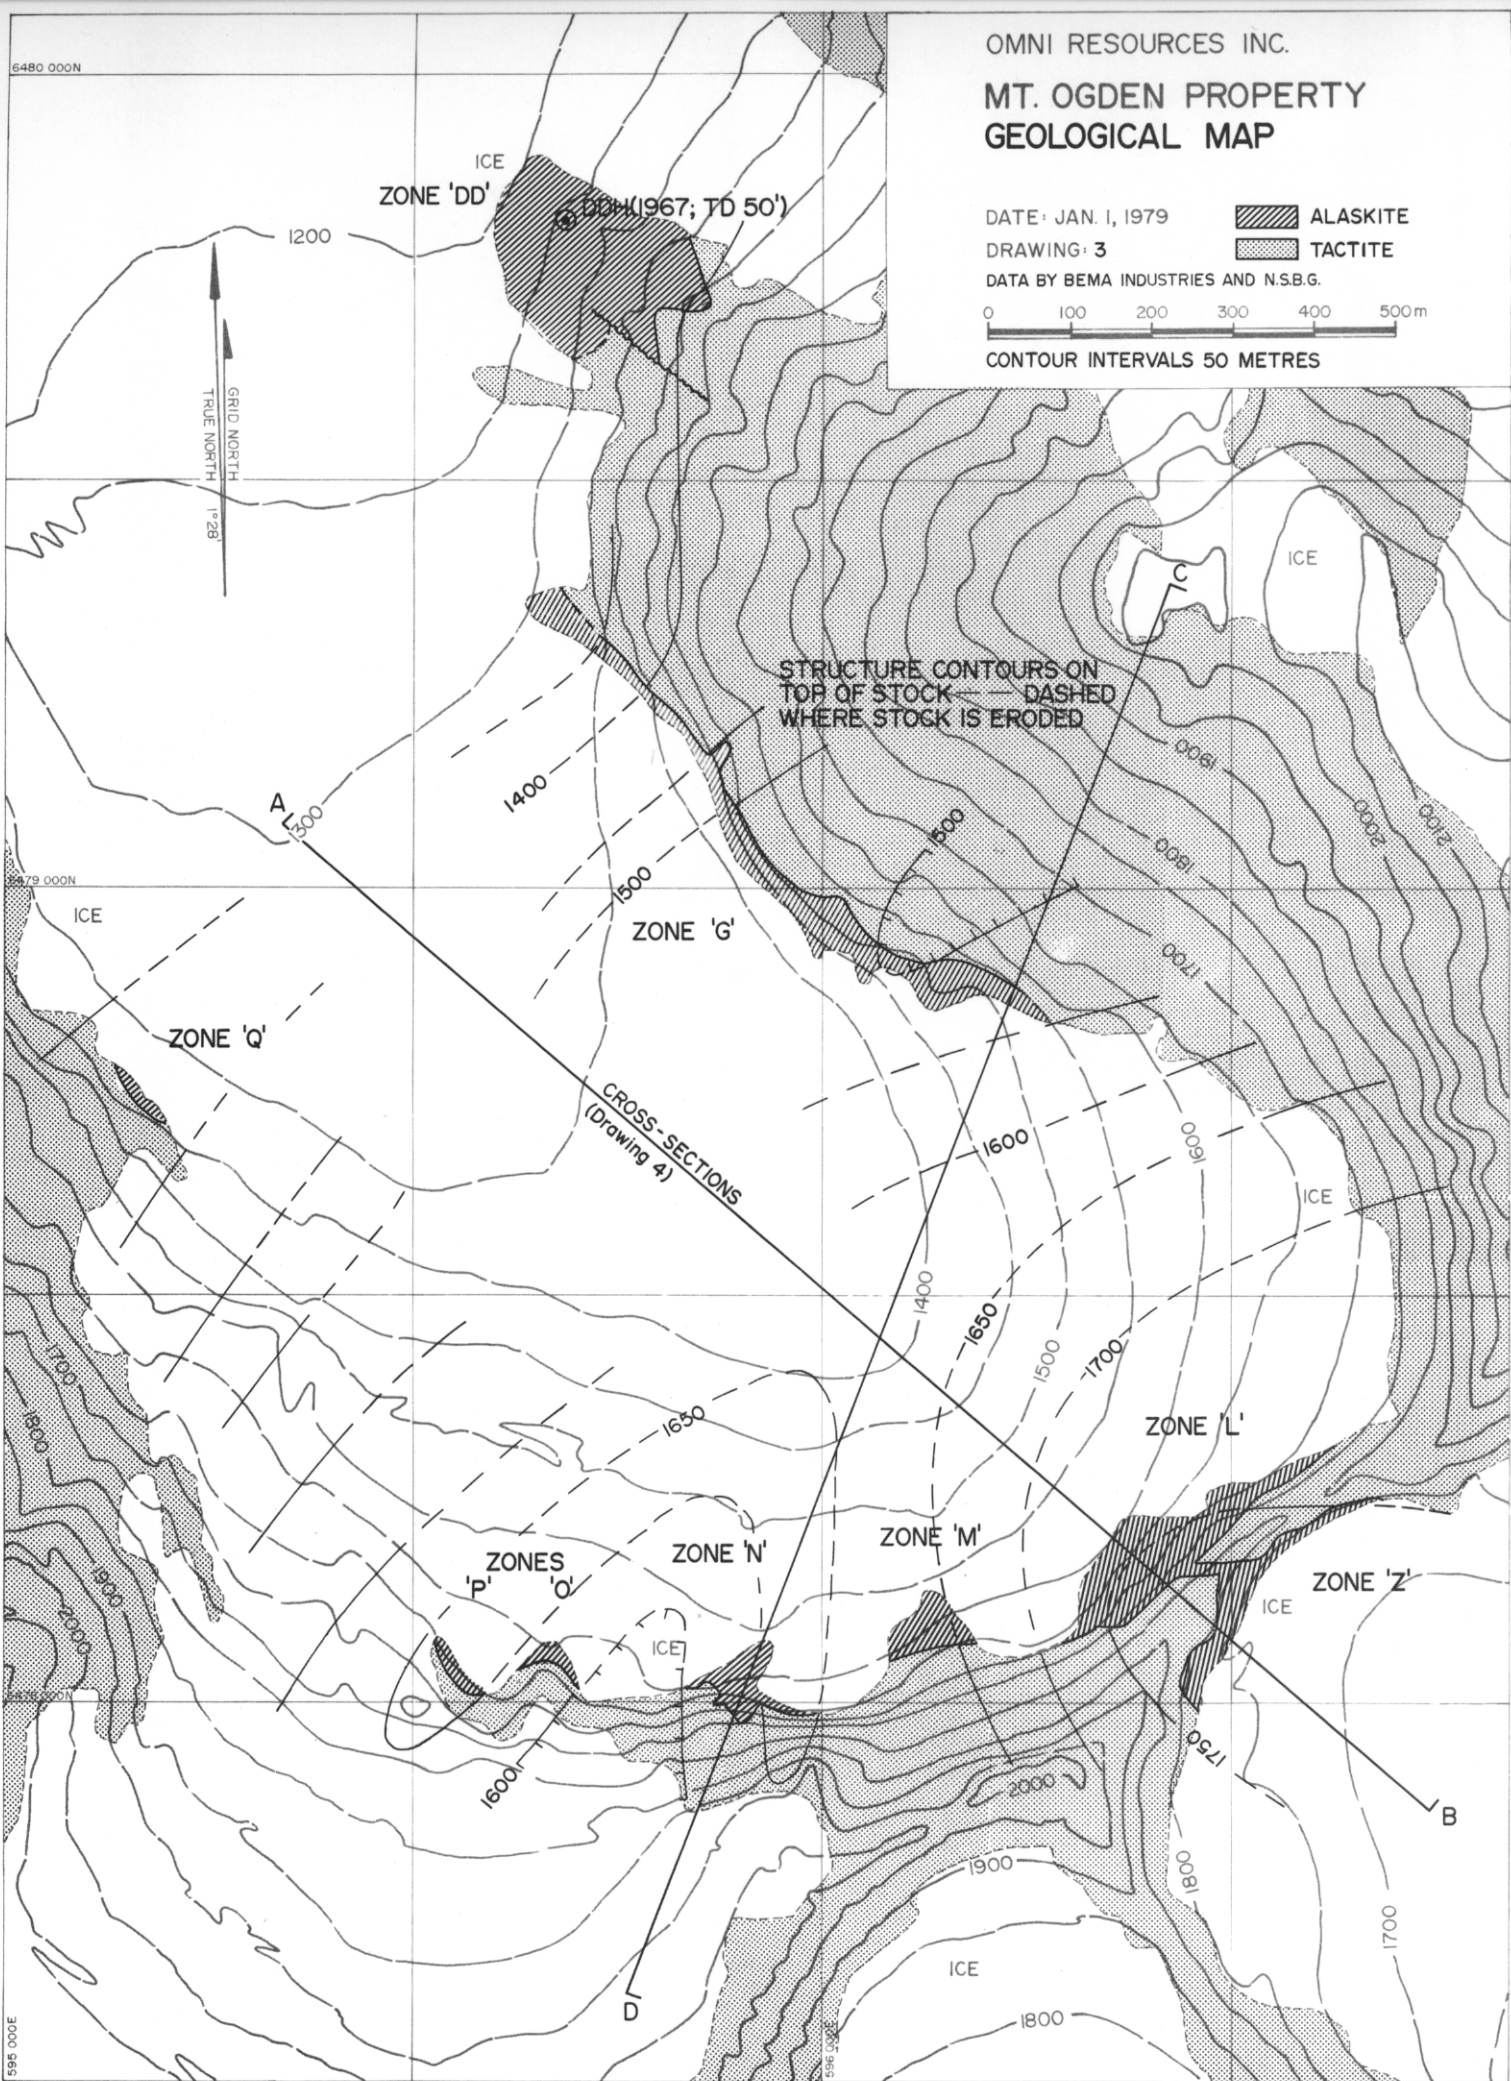 OMNI RESOURCES INC.
MT. OGDEN PROPERTY
GEOLOGICAL MAP
DATE: JAN. 1, 1979
ALASKITE
DRAWING: 3
TACTITE
DATA BY BEMA INDUSTRIES AND N.S.B.G.
0 100 200 300 400 500m
CONTOUR INTERVALS 50 METRES
6480 000N
ICE
ZONE 'DD'
DDH(1967; TD 50')
1200
GRID NORTH
TRUE NORTH 1°28'
C
ICE
STRUCTURE CONTOURS ON
TOP OF STOCK — — DASHED
WHERE STOCK IS ERODED
1900
1400
A
1300
2000
2100
1500
1800
6479 000N
1500
ICE
ZONE 'G'
1700
ZONE 'Q'
CROSS-SECTIONS
(Drawing 4)
1600
1600
ICE
1400
1650
1700
1500
1700
1650
1800
ZONE 'L'
ZONE 'M'
ZONE 'N'
ZONES
'P' 'O'
1900
2000
ZONE 'Z'
ICE
ICE
6478 000N
1750
1600
2000
B
1900
1800
1700
ICE
D
1800
595 000E
596 000E